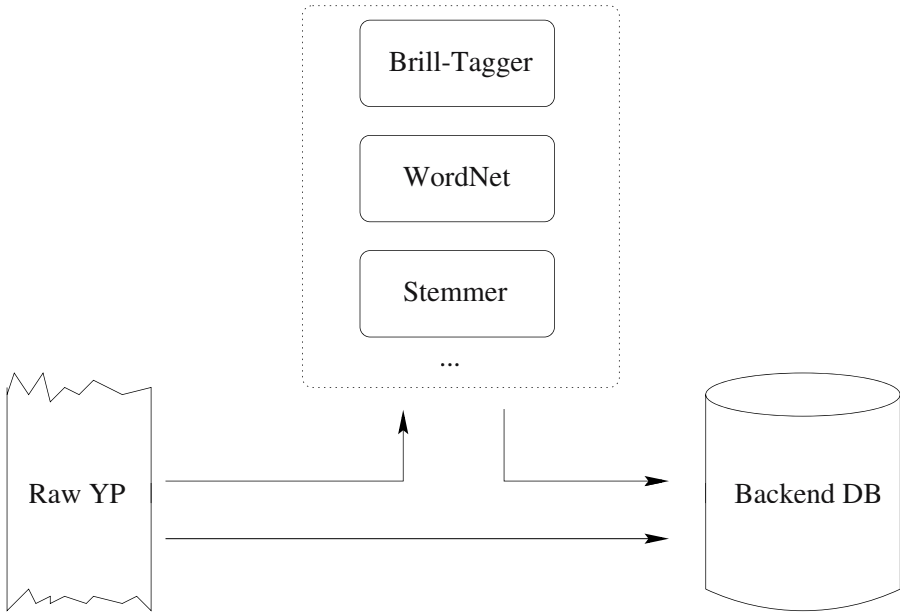 Brill-Tagger
WordNet
Stemmer
...
Raw YP
Backend DB